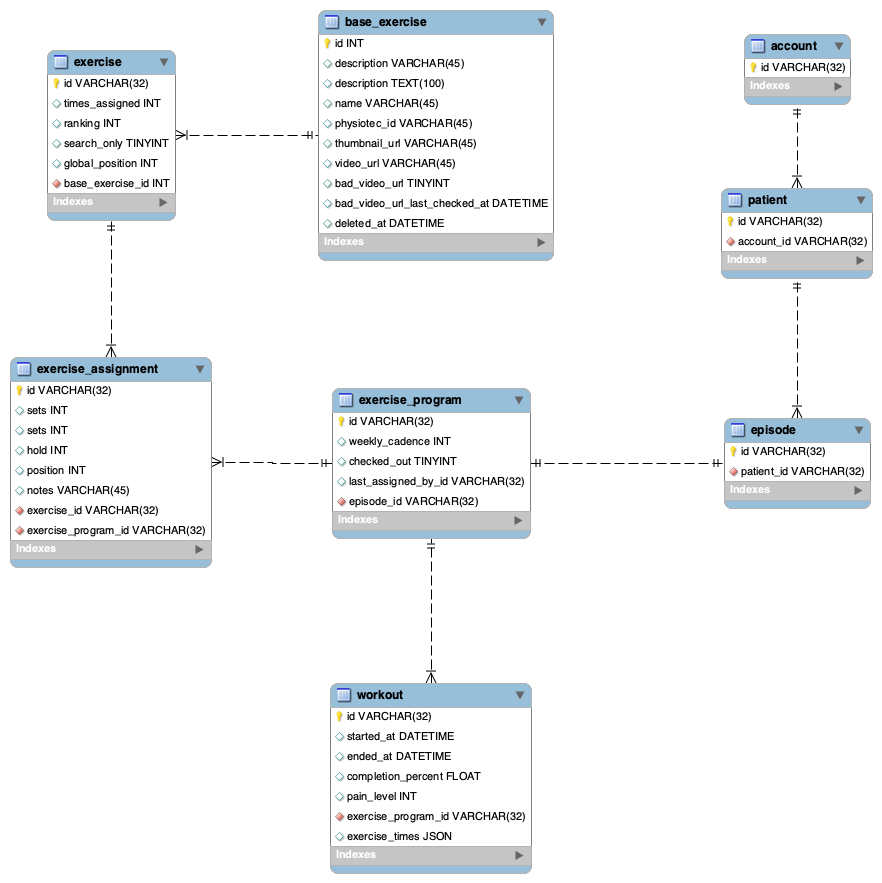 base_exercise
id INT
description VARCHAR(45)
description TEXT(100)
name VARCHAR(45)
physiotec_id VARCHAR(45)
thumbnail_url VARCHAR(45)
video_url VARCHAR(45)
bad_video_url TINYINT
bad_video_url_last_checked_at DATETIME
deleted_at DATETIME
Indexes
exercise
id VARCHAR(32)
times_assigned INT
ranking INT
search_only TINYINT
global_position INT
base_exercise_id INT
Indexes
account
id VARCHAR(32)
Indexes
patient
id VARCHAR(32)
account_id VARCHAR(32)
Indexes
exercise_assignment
id VARCHAR(32)
sets INT
sets INT
hold INT
position INT
notes VARCHAR(45)
exercise_id VARCHAR(32)
exercise_program_id VARCHAR(32)
Indexes
exercise_program
id VARCHAR(32)
weekly_cadence INT
checked_out TINYINT
last_assigned_by_id VARCHAR(32)
episode_id VARCHAR(32)
Indexes
episode
id VARCHAR(32)
patient_id VARCHAR(32)
Indexes
workout
id VARCHAR(32)
started_at DATETIME
ended_at DATETIME
completion_percent FLOAT
pain_level INT
exercise_program_id VARCHAR(32)
exercise_times JSON
Indexes